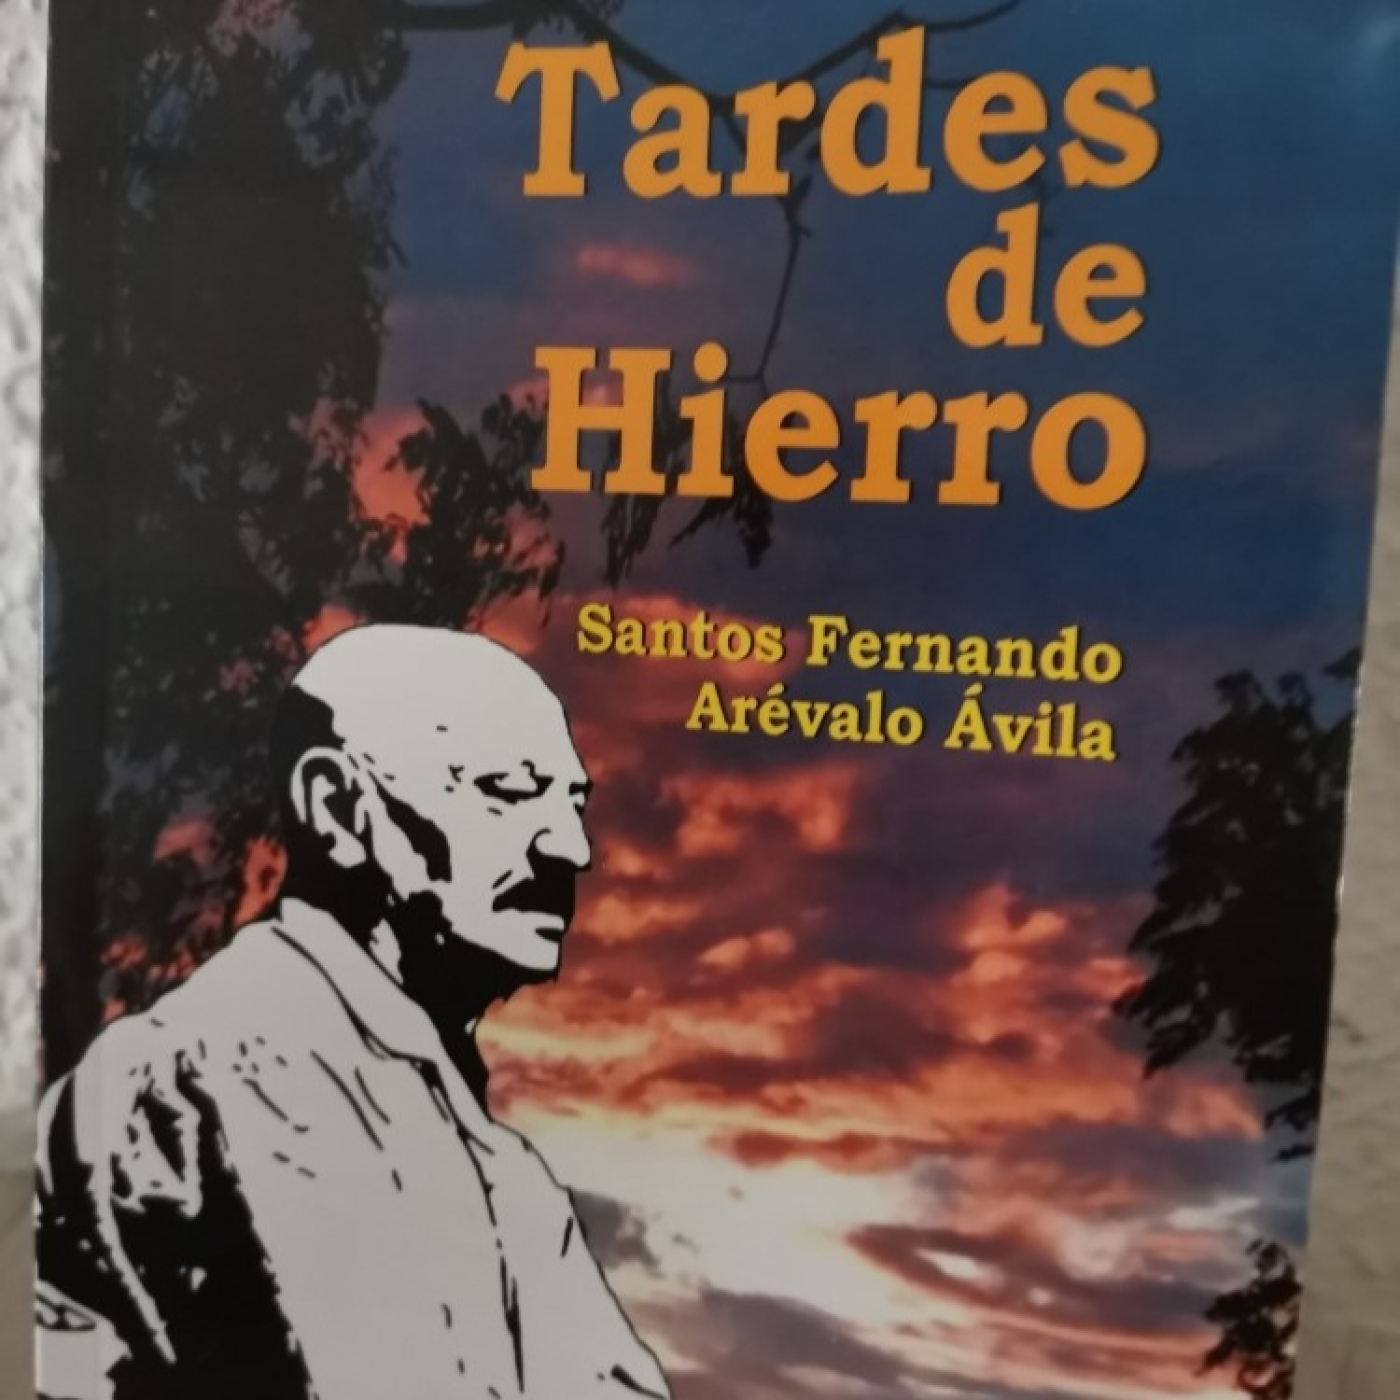 Tardes
de
Hierro
Santos Fernando
Arévalo Ávila